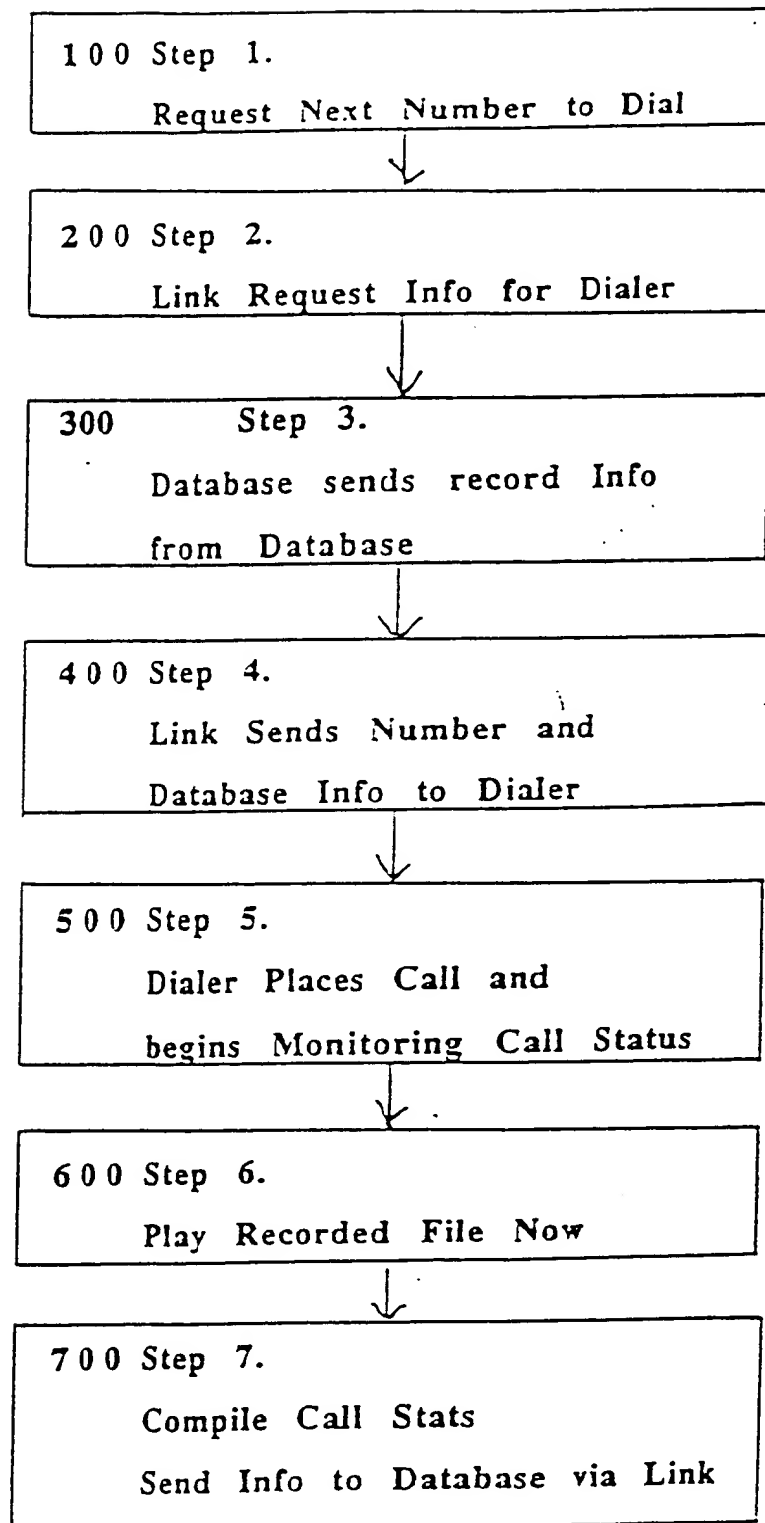 100 Step 1.
Request Next Number to Dial
200 Step 2.
Link Request Info for Dialer
300 Step 3.
Database sends record Info
from Database
400 Step 4.
Link Sends Number and
Database Info to Dialer
500 Step 5.
Dialer Places Call and
begins Monitoring Call Status
600 Step 6.
Play Recorded File Now
700 Step 7.
Compile Call Stats
Send Info to Database via Link